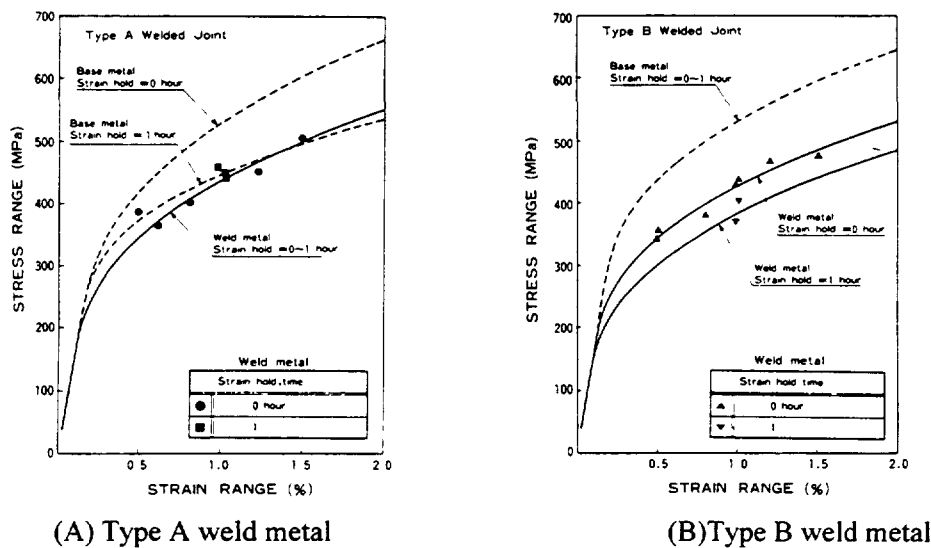 Type A Welded Joint
Base metal
Strain hold = 0 hour
Base metal
Strain hold = 1 hour
Weld metal
Strain hold = 0~1 hour
STRESS RANGE (MPa)
700
600
500
400
300
200
100
0
Weld metal
Strain hold.time
0 hour
1
0.5
1.0
1.5
2.0
STRAIN RANGE (%)
(A) Type A weld metal
Type B Welded Joint
Base metal
Strain hold = 0~1 hour
Weld metal
Strain hold = 0 hour
Weld metal
Strain hold = 1 hour
STRESS RANGE (MPa)
700
600
500
400
300
200
100
0
Weld metal
Strain hold time
0 hour
1
0.5
1.0
1.5
2.0
STRAIN RANGE (%)
(B)Type B weld metal